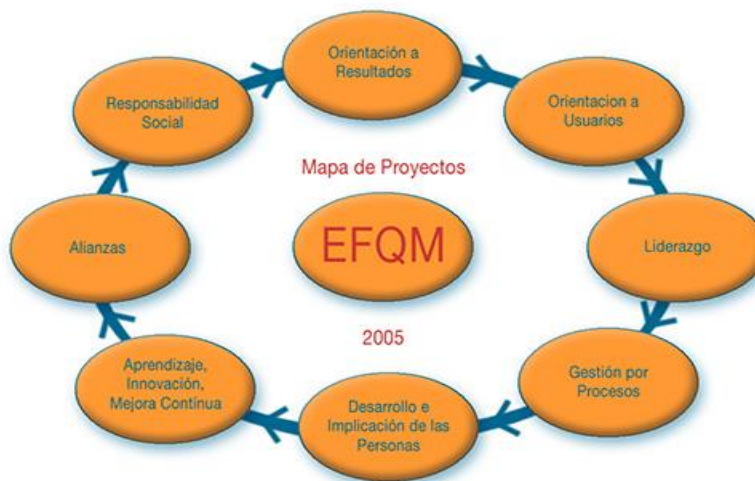 Orientación a
Resultados
Orientacion a
Usuarios
Liderazgo
Gestión por
Procesos
Desarrollo e
Implicación de las
Personas
Aprendizaje,
Innovación,
Mejora Contínua
Alianzas
Responsabilidad
Social
Mapa de Proyectos
EFQM
2005